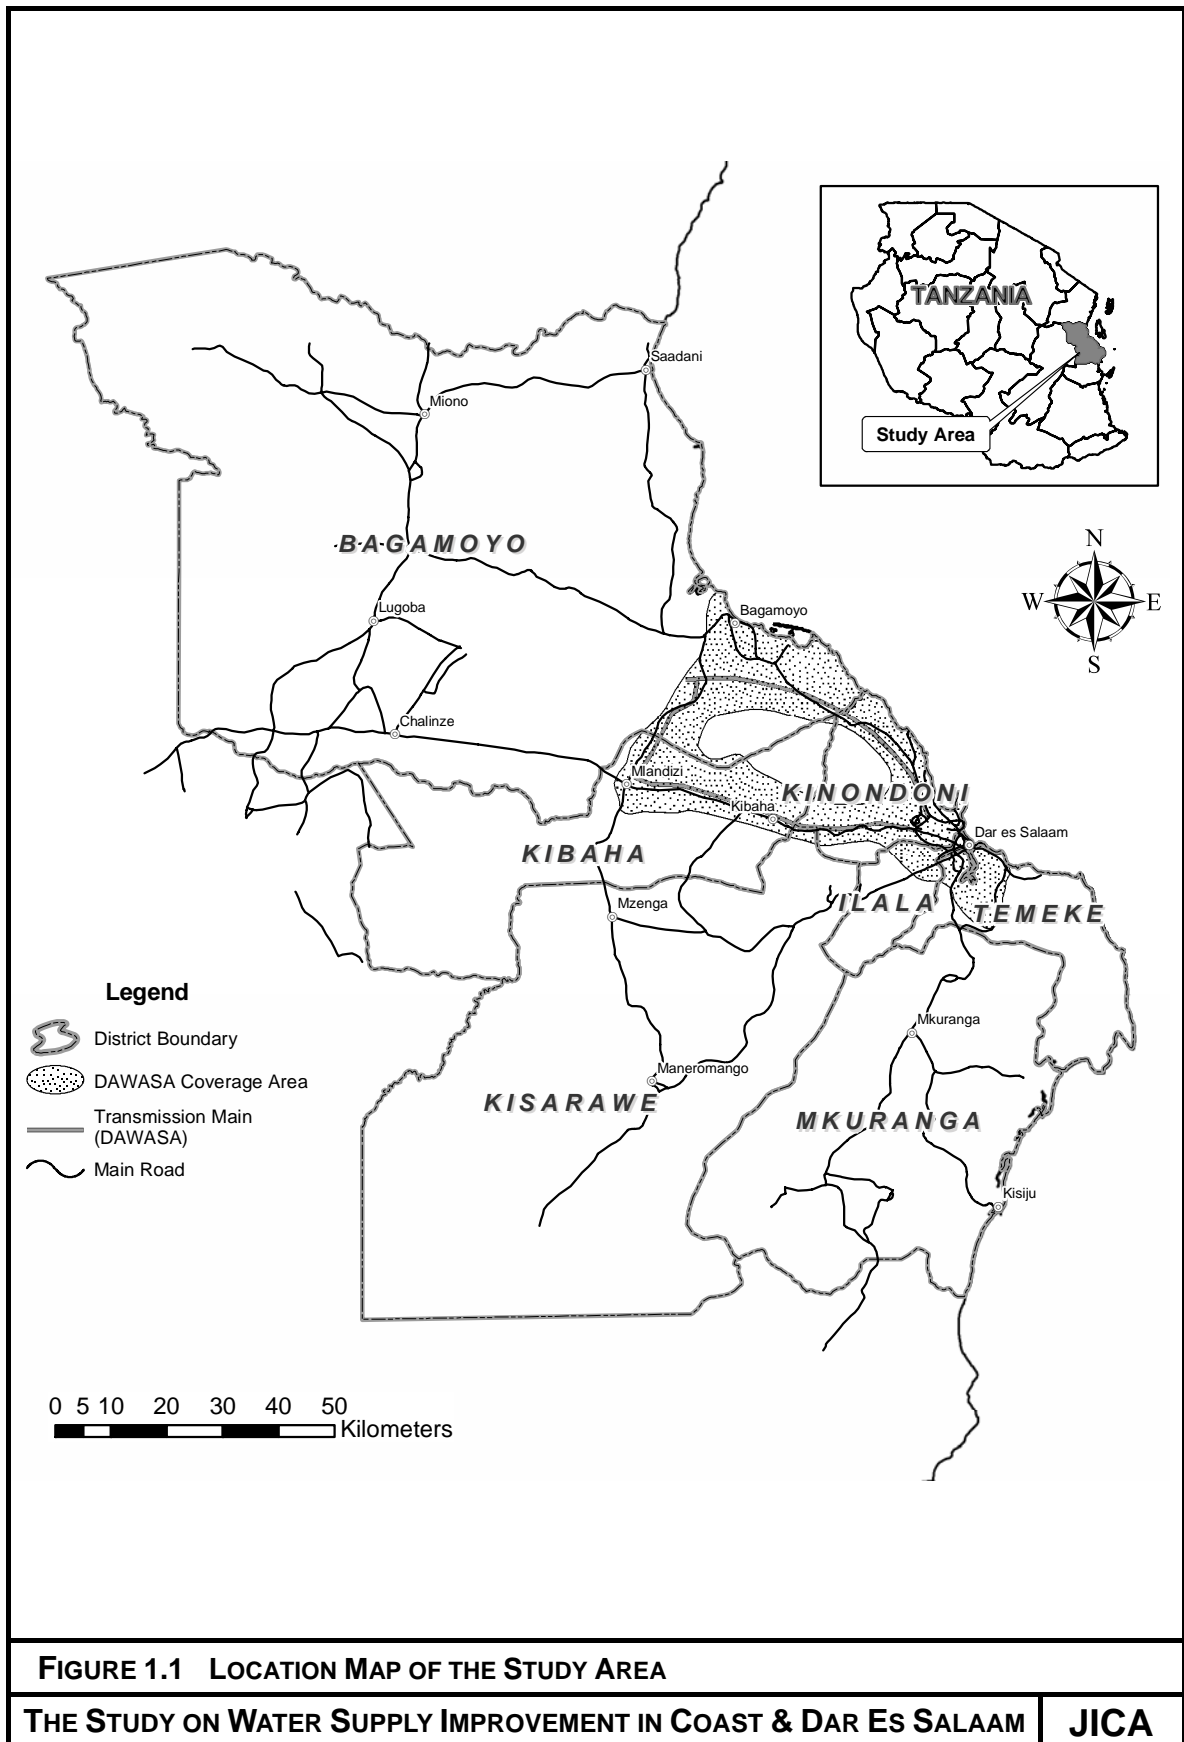 TANZANIA
Study Area
Saadani
Miono
BAGAMOYO
N
W
E
S
Lugoba
Bagamoyo
Chalinze
Mlandizi
KINONDONI
Kibaha
Dar es Salaam
KIBAHA
Mzenga
ILALA
TEMEKE
Legend
District Boundary
DAWASA Coverage Area
Transmission Main
(DAWASA)
Main Road
Mkuranga
Maneromango
KISARAWE
MKURANGA
Kisiju
0 5 10 20 30 40 50
Kilometers
FIGURE 1.1 LOCATION MAP OF THE STUDY AREA
THE STUDY ON WATER SUPPLY IMPROVEMENT IN COAST & DAR ES SALAAM
JICA